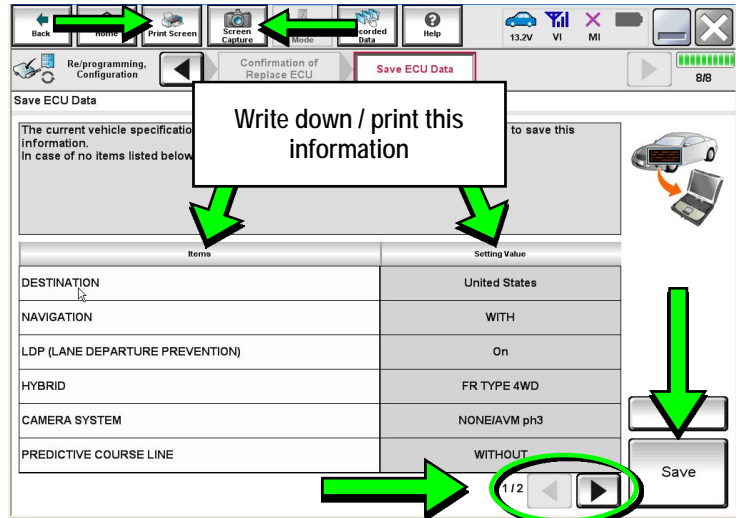 Back
Home
Print Screen
Screen Capture
Mode
Recorded Data
Help
13.2V
VI
MI
Re/programming, Configuration
Confirmation of Replace ECU
Save ECU Data
8/8
Save ECU Data
The current vehicle specificatio
to save this
information.
In case of no items listed below
Write down / print this
information
Items
Setting Value
DESTINATION
United States
NAVIGATION
WITH
LDP (LANE DEPARTURE PREVENTION)
On
HYBRID
FR TYPE 4WD
CAMERA SYSTEM
NONE/AVM ph3
PREDICTIVE COURSE LINE
WITHOUT
1/2
Save